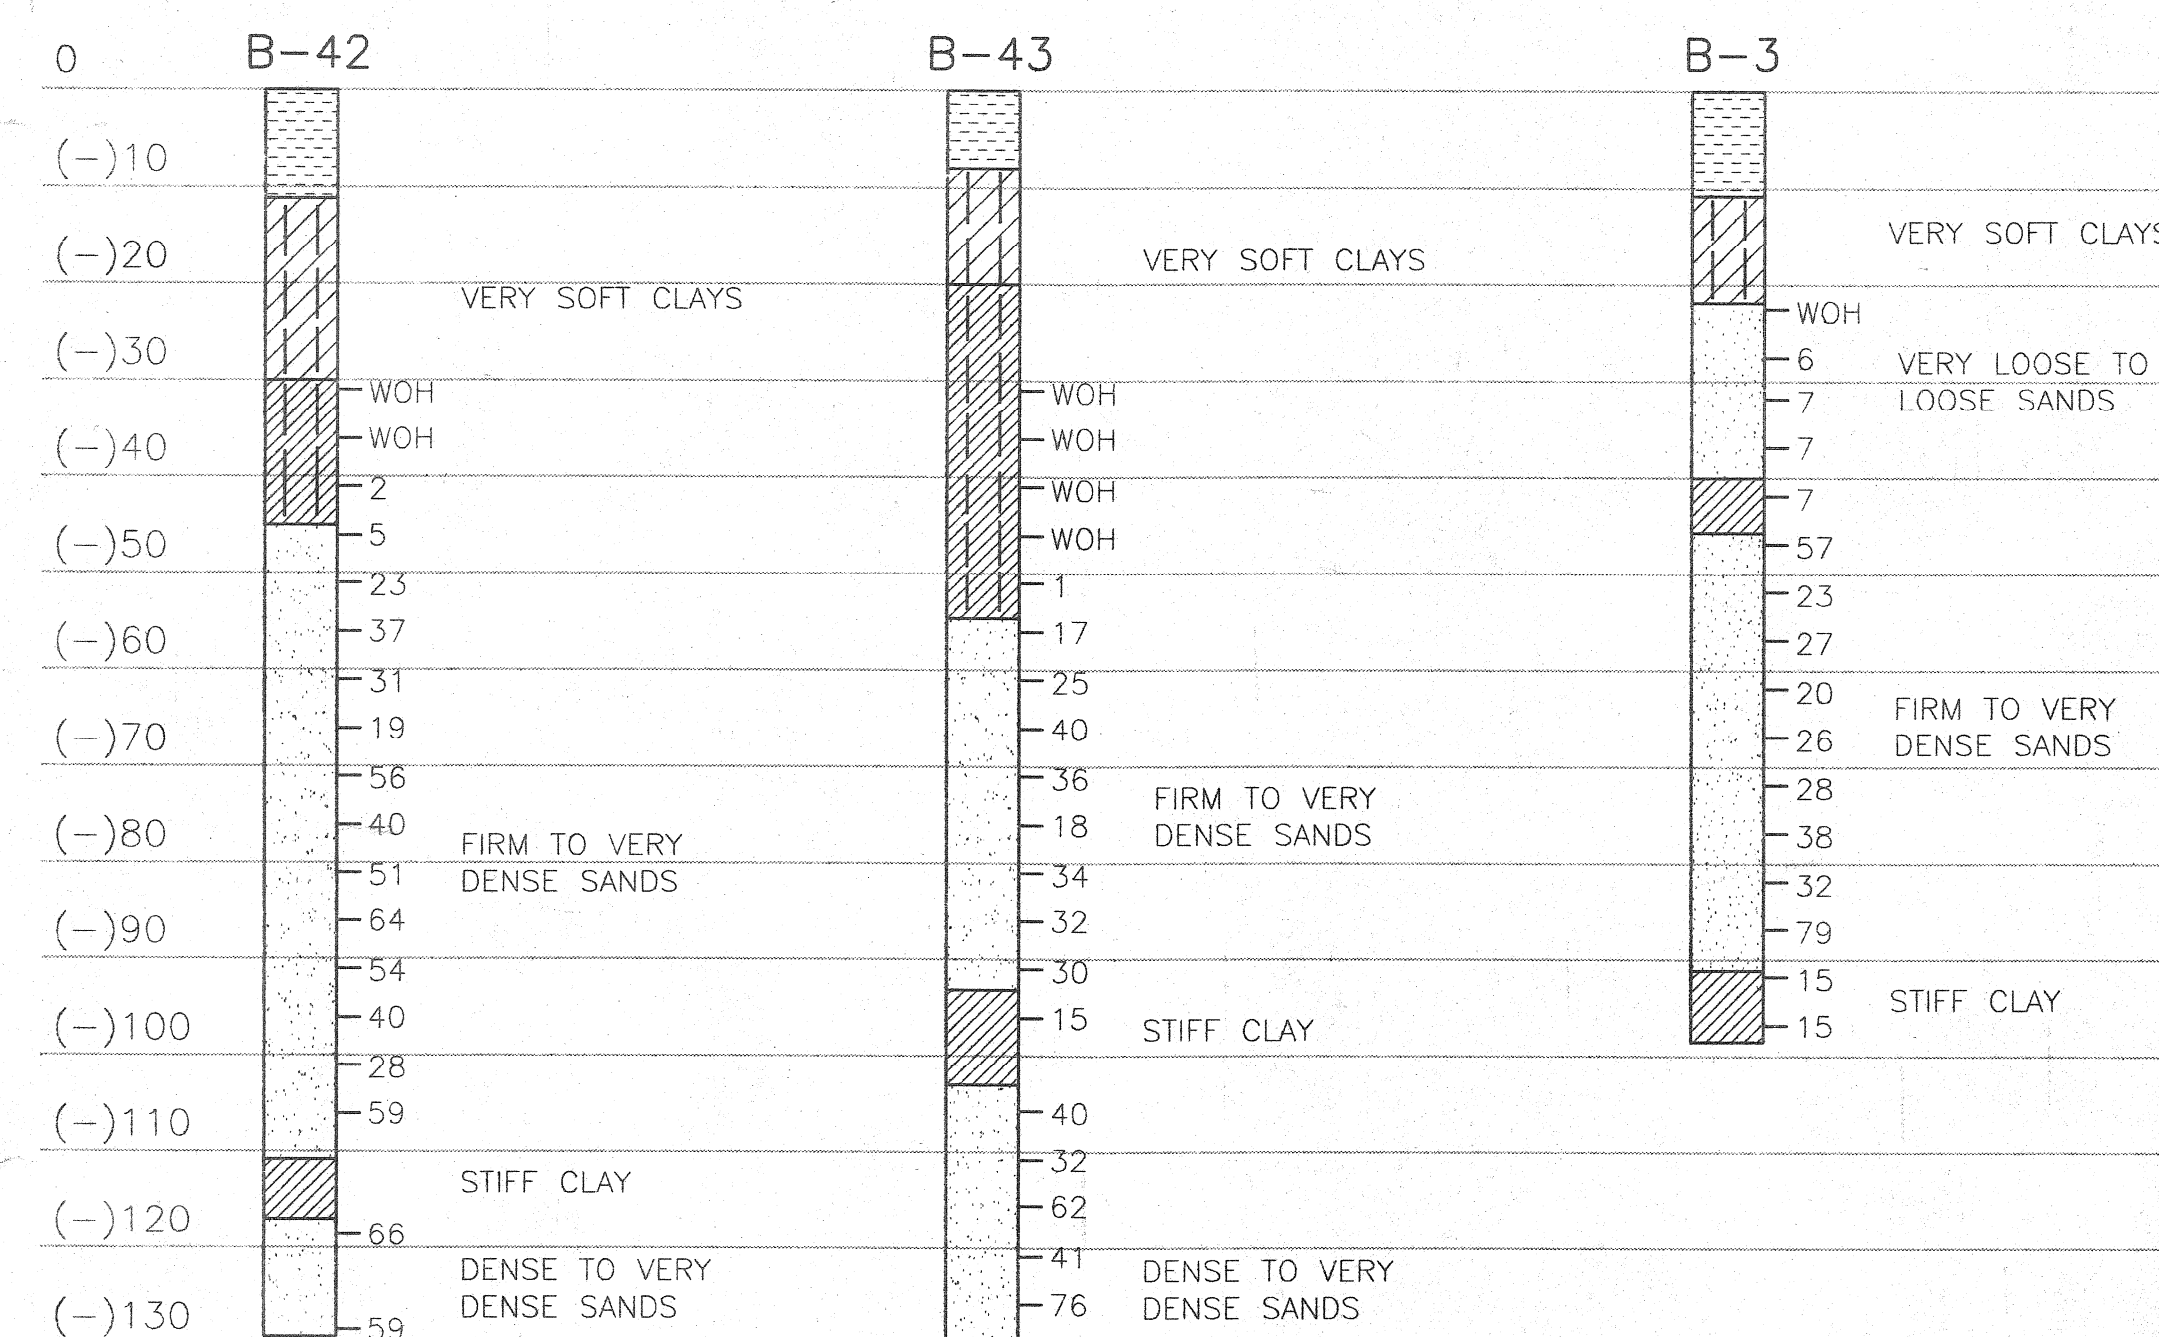 0
B-42
B-43
B-3
(-)10
(-)20
(-)30
(-)40
(-)50
(-)60
(-)70
(-)80
(-)90
(-)100
(-)110
(-)120
(-)130
WOH
WOH
2
5
23
37
31
19
56
40
51
64
54
40
28
59
66
59
VERY SOFT CLAYS
FIRM TO VERY
DENSE SANDS
STIFF CLAY
DENSE TO VERY
DENSE SANDS
WOH
WOH
WOH
WOH
1
17
25
40
36
18
34
32
30
15
40
32
62
41
76
VERY SOFT CLAYS
FIRM TO VERY
DENSE SANDS
STIFF CLAY
DENSE TO VERY
DENSE SANDS
WOH
6
7
7
7
57
23
27
20
26
28
38
32
79
15
15
VERY SOFT CLAYS
VERY LOOSE TO
LOOSE SANDS
FIRM TO VERY
DENSE SANDS
STIFF CLAY